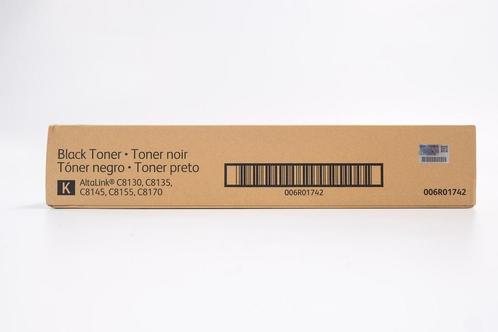 Black Toner • Toner noir
Tóner negro • Toner preto
K
AltaLink® C8130, C8135,
C8145, C8155, C8170
006R01742
006R01742